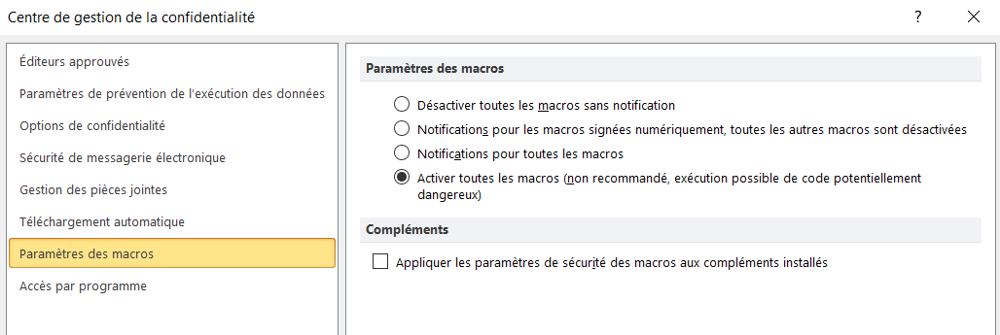 Centre de gestion de la confidentialité
?
Éditeurs approuvés
Paramètres de prévention de l'exécution des données
Options de confidentialité
Sécurité de messagerie électronique
Gestion des pièces jointes
Téléchargement automatique
Paramètres des macros
Accès par programme
Paramètres des macros
Désactiver toutes les macros sans notification
Notifications pour les macros signées numériquement, toutes les autres macros sont désactivées
Notifications pour toutes les macros
Activer toutes les macros (non recommandé, exécution possible de code potentiellement
dangereux)
Compléments
Appliquer les paramètres de sécurité des macros aux compléments installés